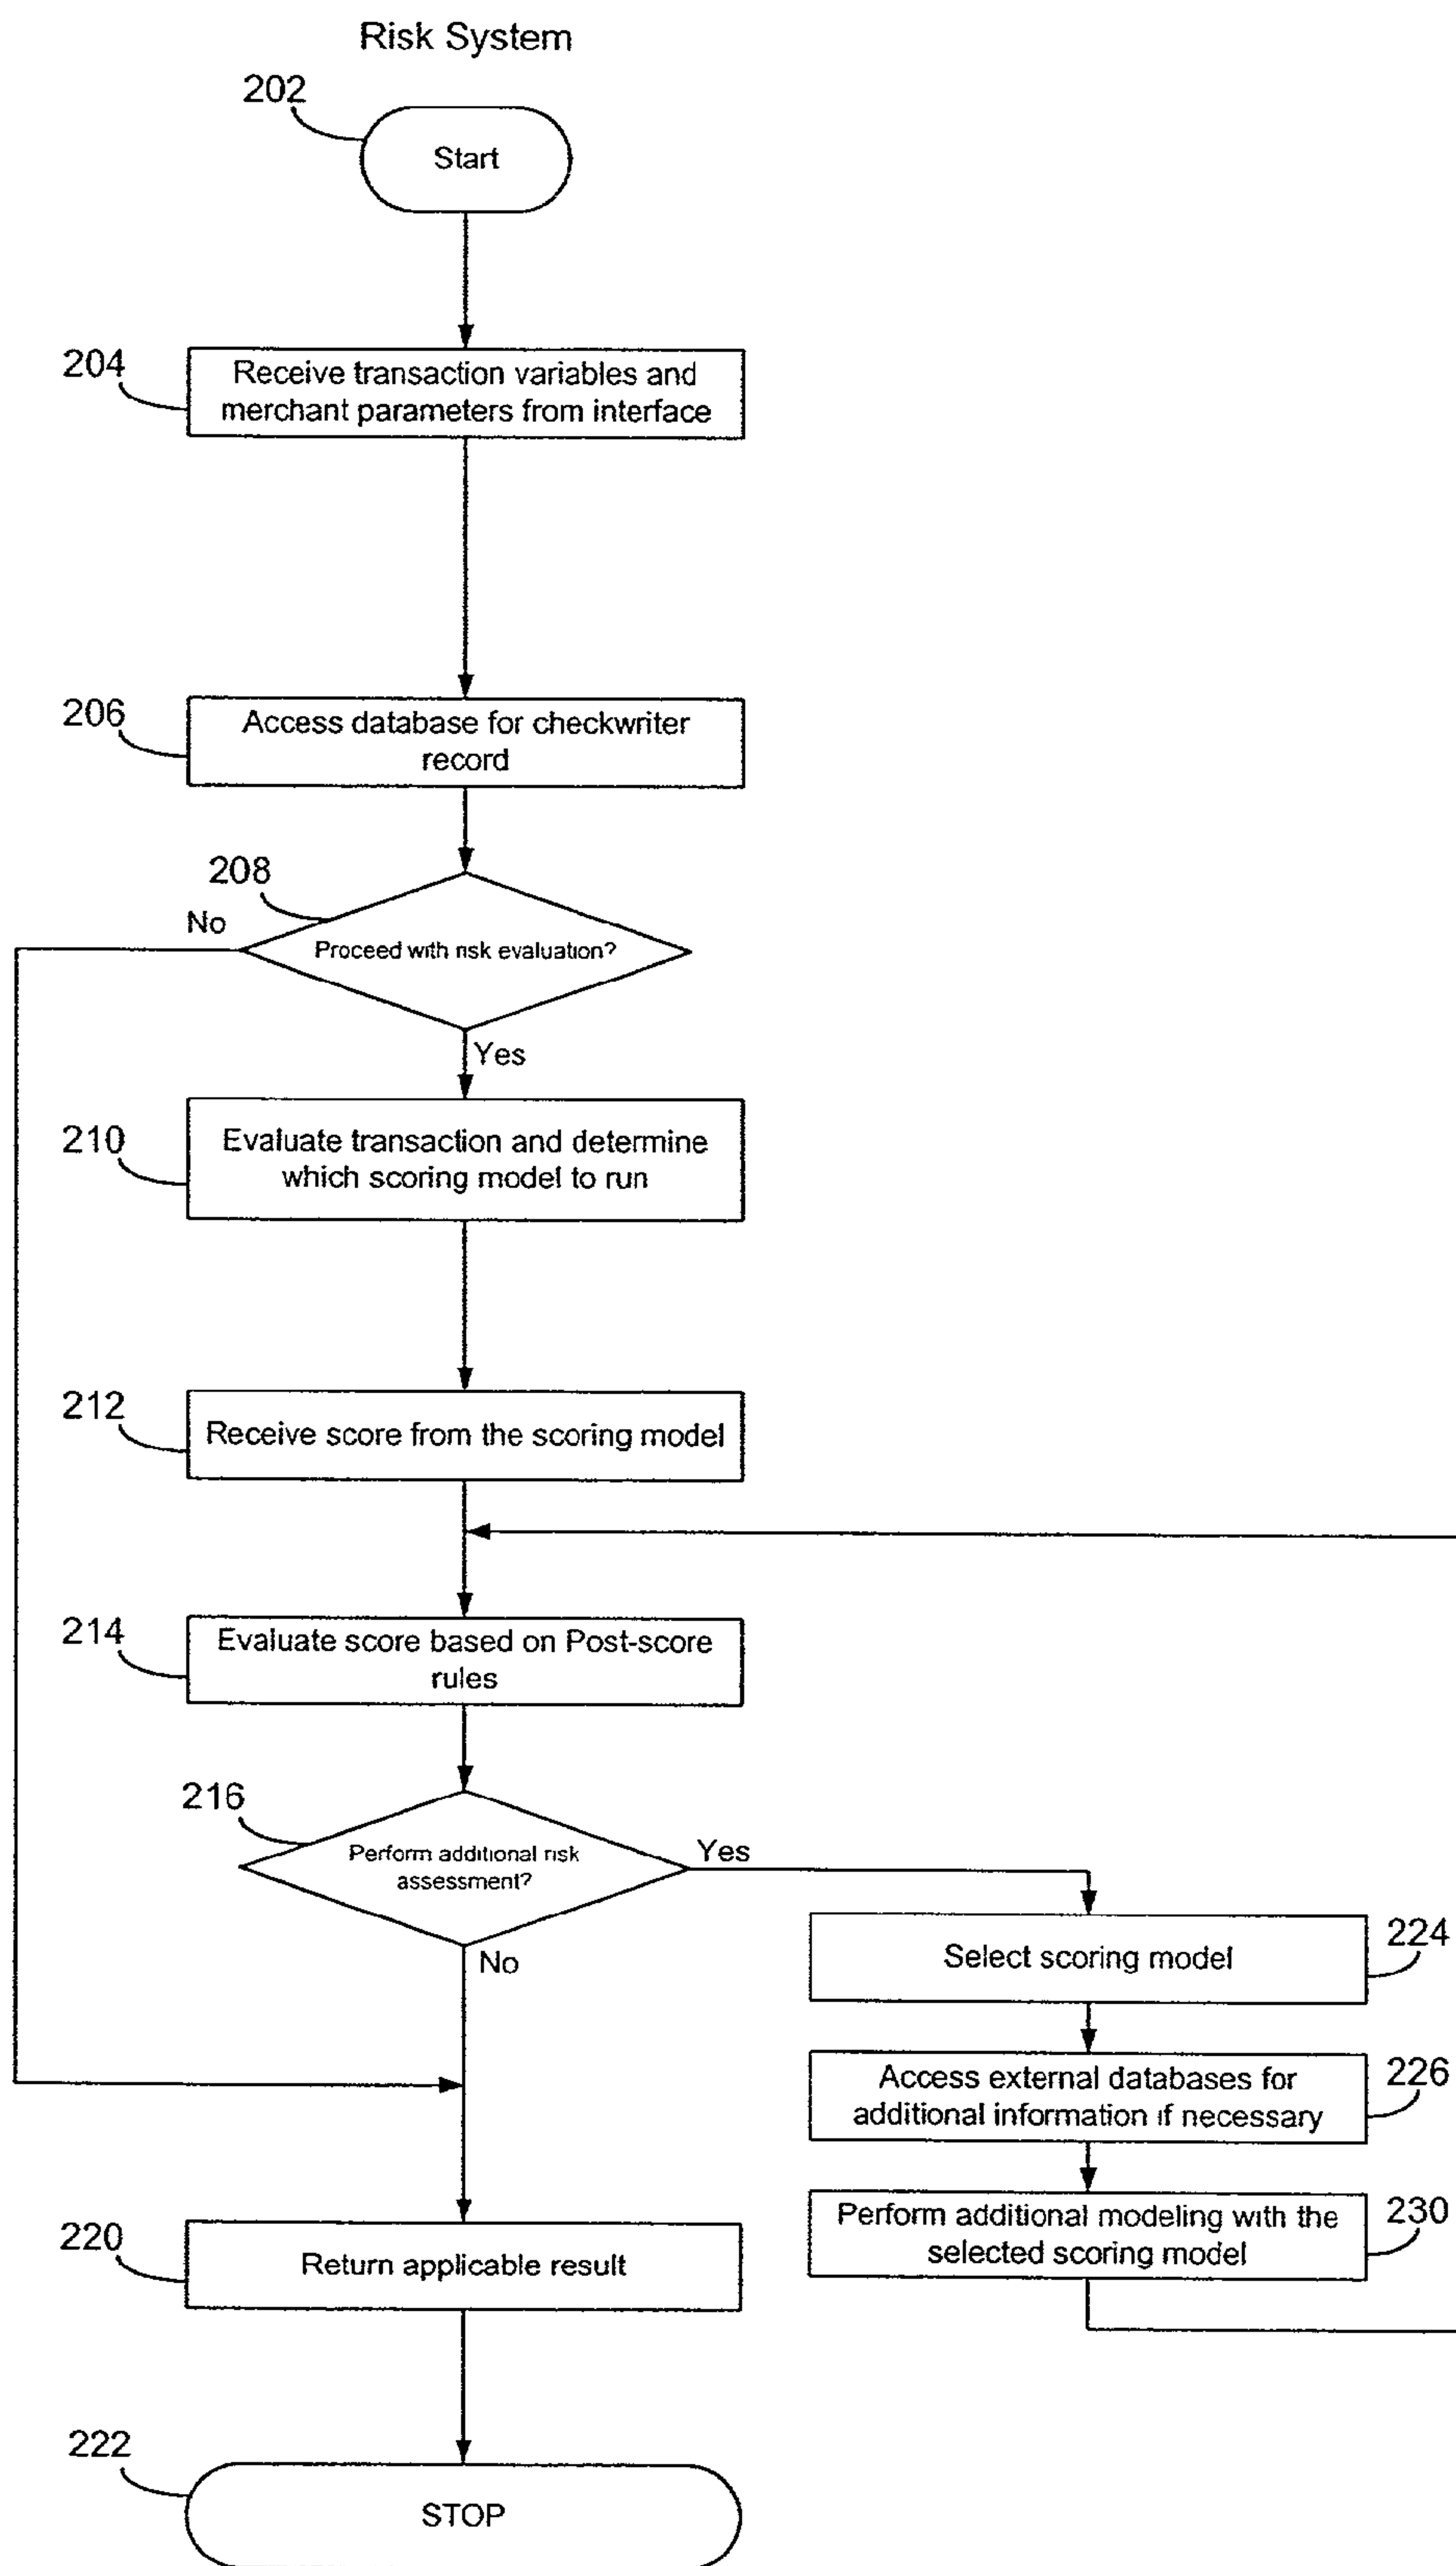 Risk System
202
Start
204
Receive transaction variables and
merchant parameters from interface
206
Access database for checkwriter
record
208
No
Proceed with risk evaluation?
Yes
210
Evaluate transaction and determine
which scoring model to run
212
Receive score from the scoring model
214
Evaluate score based on Post-score
rules
216
Perform additional risk
assessment?
Yes
No
Select scoring model
224
Access external databases for
additional information if necessary
226
Perform additional modeling with the
selected scoring model
230
220
Return applicable result
222
STOP